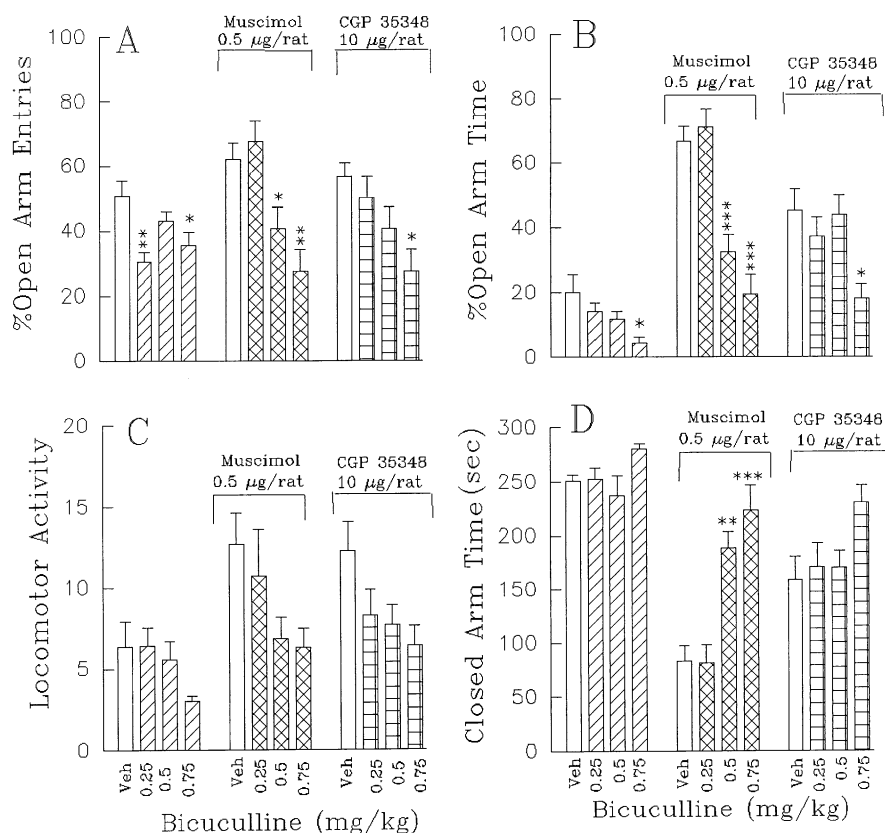 A
Muscimol
0.5 μg/rat
CGP 35348
10 μg/rat
%Open Arm Entries
100
80
60
40
20
0
**
*
*
**
*
B
Muscimol
0.5 μg/rat
CGP 35348
10 μg/rat
%Open Arm Time
100
80
60
40
20
0
*
***
***
*
C
Muscimol
0.5 μg/rat
CGP 35348
10 μg/rat
Locomotor Activity
20
15
10
5
0
Veh
0.25
0.5
0.75
Veh
0.25
0.5
0.75
Veh
0.25
0.5
0.75
Bicuculline (mg/kg)
D
Muscimol
0.5 μg/rat
CGP 35348
10 μg/rat
Closed Arm Time (sec)
300
250
200
150
100
50
0
**
***
Veh
0.25
0.5
0.75
Veh
0.25
0.5
0.75
Veh
0.25
0.5
0.75
Bicuculline (mg/kg)